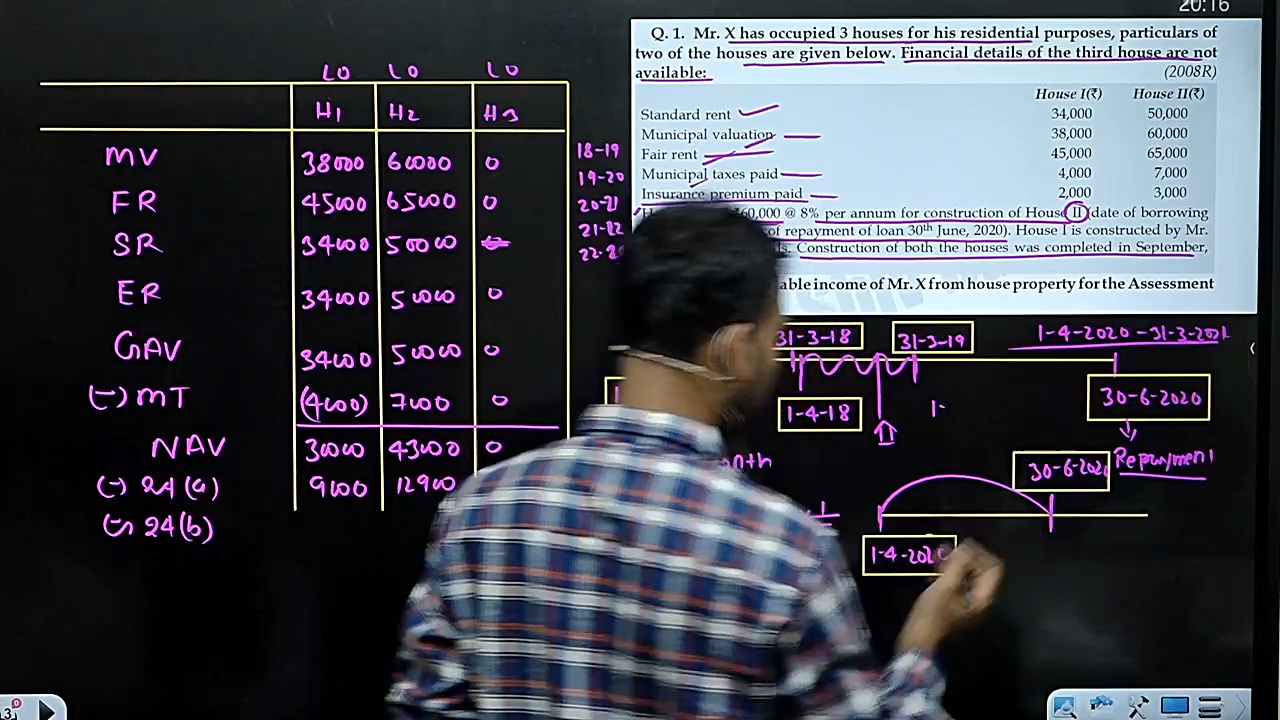 20:16
Q. 1. Mr. X has occupied 3 houses for his residential purposes, particulars of
two of the houses are given below. Financial details of the third house are not
available: (2008R)
House I(₹) House II(₹)
Standard rent 34,000 50,000
Municipal valuation 38,000 60,000
Fair rent 45,000 65,000
Municipal taxes paid 4,000 7,000
Insurance premium paid 2,000 3,000
60,000 @ 8% per annum for construction of House II (date of borrowing
of repayment of loan 30th June, 2020). House I is constructed by Mr.
Construction of both the houses was completed in September,
able income of Mr. X from house property for the Assessment
LO LO LO
H1 H2 H3
MV 38000 60000 0
FR 45000 65000 0
SR 34000 50000
ER 34000 50000 0
GAV 34000 50000 0
(-) MT (4000) 7000 0
NAV 30000 43000 0
(-) 24(a) 9000 12900
(-) 24(b)
18-19
19-20
20-21
21-22
31-3-18
31-3-19
1-4-2020 - 31-3-2021
1-4-18
1-
30-6-2020
Repayment
1-4-2020